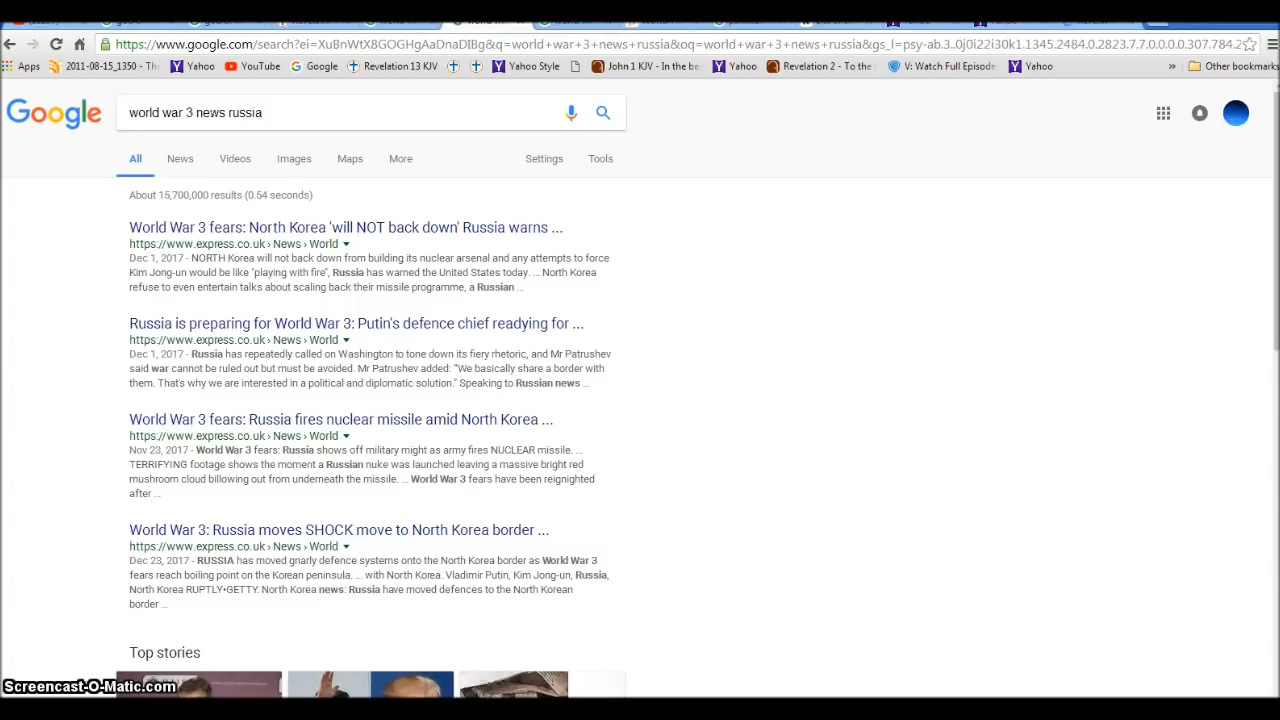 https://www.google.com/search?ei=XuBnWtX8GOGHgAaDnaDIBg&q=world+war+3+news+russia&oq=world+war+3+news+russia&gs_l=psy-ab.3..0j0i22i30k1.1345.2484.0.2823.7.7.0.0.0.0.307.784.2
Apps 2011-08-15_1350 - The Yahoo YouTube Google Revelation 13 KJV Yahoo Style John 1 KJV - In the be Yahoo Revelation 2 - To the V: Watch Full Episode Yahoo » Other bookmarks
Google world war 3 news russia
All News Videos Images Maps More Settings Tools
About 15,700,000 results (0.54 seconds)
World War 3 fears: North Korea 'will NOT back down' Russia warns ...
https://www.express.co.uk › News › World
Dec 1, 2017 - NORTH Korea will not back down from building its nuclear arsenal and any attempts to force
Kim Jong-un would be like "playing with fire", Russia has warned the United States today. ... North Korea
refuse to even entertain talks about scaling back their missile programme, a Russian ...
Russia is preparing for World War 3: Putin's defence chief readying for ...
https://www.express.co.uk › News › World
Dec 1, 2017 - Russia has repeatedly called on Washington to tone down its fiery rhetoric, and Mr Patrushev
said war cannot be ruled out but must be avoided. Mr Patrushev added: "We basically share a border with
them. That's why we are interested in a political and diplomatic solution." Speaking to Russian news ...
World War 3 fears: Russia fires nuclear missile amid North Korea ...
https://www.express.co.uk › News › World
Nov 23, 2017 - World War 3 fears: Russia shows off military might as army fires NUCLEAR missile. ...
TERRIFYING footage shows the moment a Russian nuke was launched leaving a massive bright red
mushroom cloud billowing out from underneath the missile. ... World War 3 fears have been reignighted
after ...
World War 3: Russia moves SHOCK move to North Korea border ...
https://www.express.co.uk › News › World
Dec 23, 2017 - RUSSIA has moved gnarly defence systems onto the North Korea border as World War 3
fears reach boiling point on the Korean peninsula. ... with North Korea. Vladmir Putin, Kim Jong-un, Russia,
North Korea RUPTLY•GETTY. North Korea news: Russia have moved defences to the North Korean
border ...
Top stories
Screencast-O-Matic.com